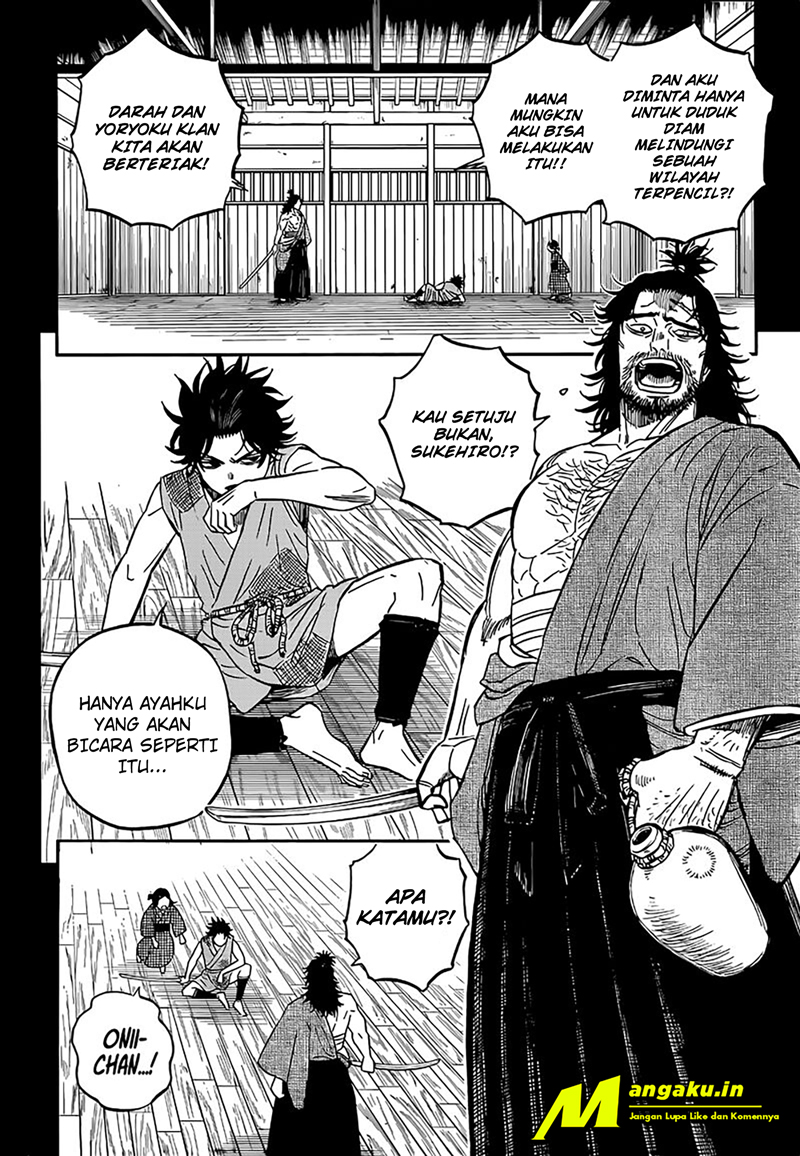 DAN AKU
DIMINTA HANYA
UNTUK DUDUK
DIAM
MELINDUNGI
SEBUAH
WILAYAH
TERPENCIL?!
MANA
MUNGKIN
AKU BISA
MELAKUKAN
ITU!!
DARAH DAN
YORYOKU KLAN
KITA AKAN
BERTERIAK!
KAU SETUJU
BUKAN,
SUKEHIRO!?
HANYA AYAHKU
YANG AKAN
BICARA SEPERTI
ITU...
APA
KATAMU?!
ONII-
CHAN...!
Mangaku.in
Jangan Lupa Like dan Komennya